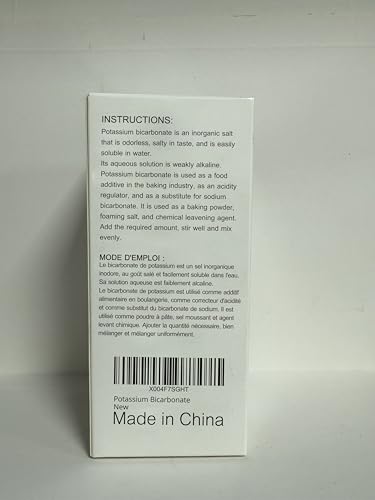 INSTRUCTIONS:
Potassium bicarbonate is an inorganic salt
that is odorless, salty in taste, and is easily
soluble in water.
Its aqueous solution is weakly alkaline.
Potassium bicarbonate is used as a food
additive in the baking industry, as an acidity
regulator, and as a substitute for sodium
bicarbonate. It is used as a baking powder,
foaming salt, and chemical leavening agent.
Add the required amount, stir well and mix
evenly.
MODE D'EMPLOI :
Le bicarbonate de potassium est un sel inorganique
inodore, au goût salé et facilement soluble dans l'eau.
Sa solution aqueuse est faiblement alcaline.
Le bicarbonate de potassium est utilisé comme additif
alimentaire en boulangerie, comme correcteur d'acidité
et comme substitut du bicarbonate de sodium. Il est
utilisé comme poudre à pâte, sel moussant et agent
levant chimique. Ajouter la quantité nécessaire, bien
mélanger et mélanger uniformément.
X004F7SGHT
Potassium Bicarbonate
New
Made in China